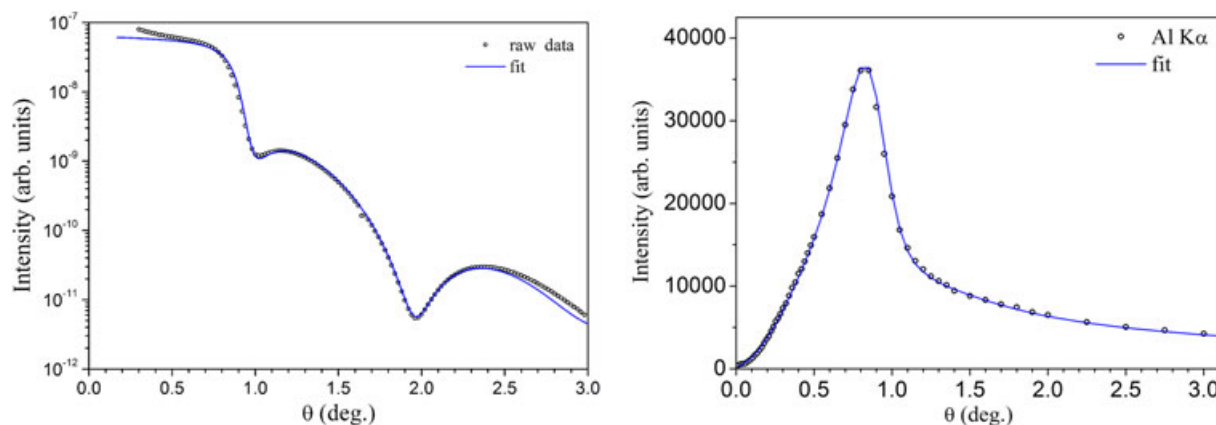 10⁻⁷
10⁻⁸
10⁻⁹
10⁻¹⁰
10⁻¹¹
10⁻¹²
Intensity (arb. units)
raw data
fit
0.0 0.5 1.0 1.5 2.0 2.5 3.0
θ (deg.)
40000
30000
20000
10000
0
Intensity (arb. units)
Al Kα
fit
0.0 0.5 1.0 1.5 2.0 2.5 3.0
θ (deg.)